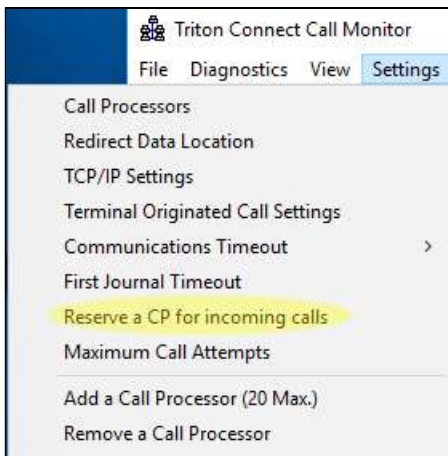 Triton Connect Call Monitor
File Diagnostics View Settings
Call Processors
Redirect Data Location
TCP/IP Settings
Terminal Originated Call Settings
Communications Timeout >
First Journal Timeout
Reserve a CP for incoming calls
Maximum Call Attempts
Add a Call Processor (20 Max.)
Remove a Call Processor